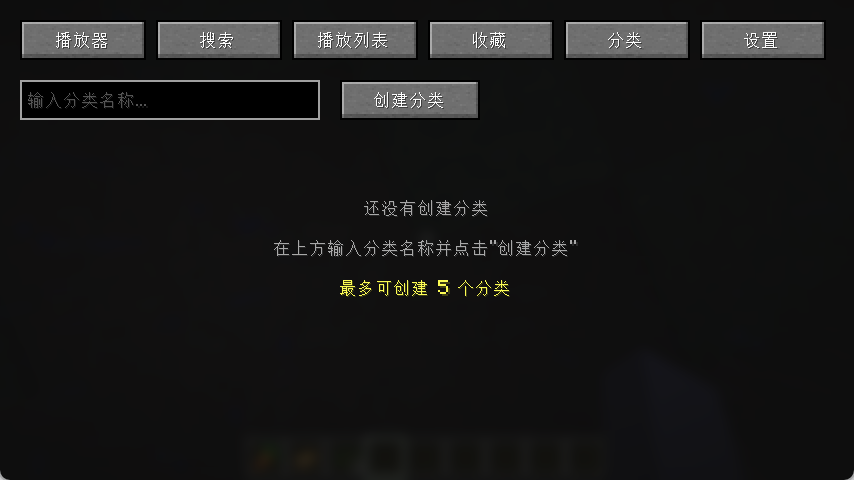 播放器 搜索 播放列表 收藏 分类 设置
输入分类名称... 创建分类
还没有创建分类
在上方输入分类名称并点击"创建分类"
最多可创建 5 个分类